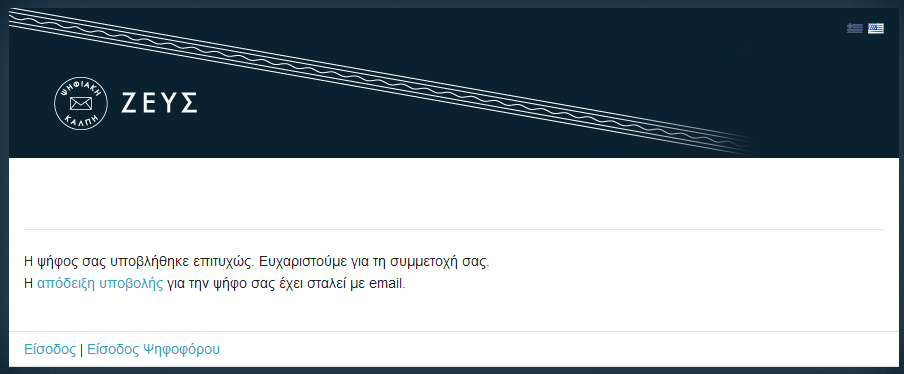 ΨΗΦΙΑΚΗ
ΚΑΛΠΗ
ΖΕΥΣ
Η ψήφος σας υποβλήθηκε επιτυχώς. Ευχαριστούμε για τη συμμετοχή σας.
Η απόδειξη υποβολής για την ψήφο σας έχει σταλεί με email.
Είσοδος | Είσοδος Ψηφοφόρου